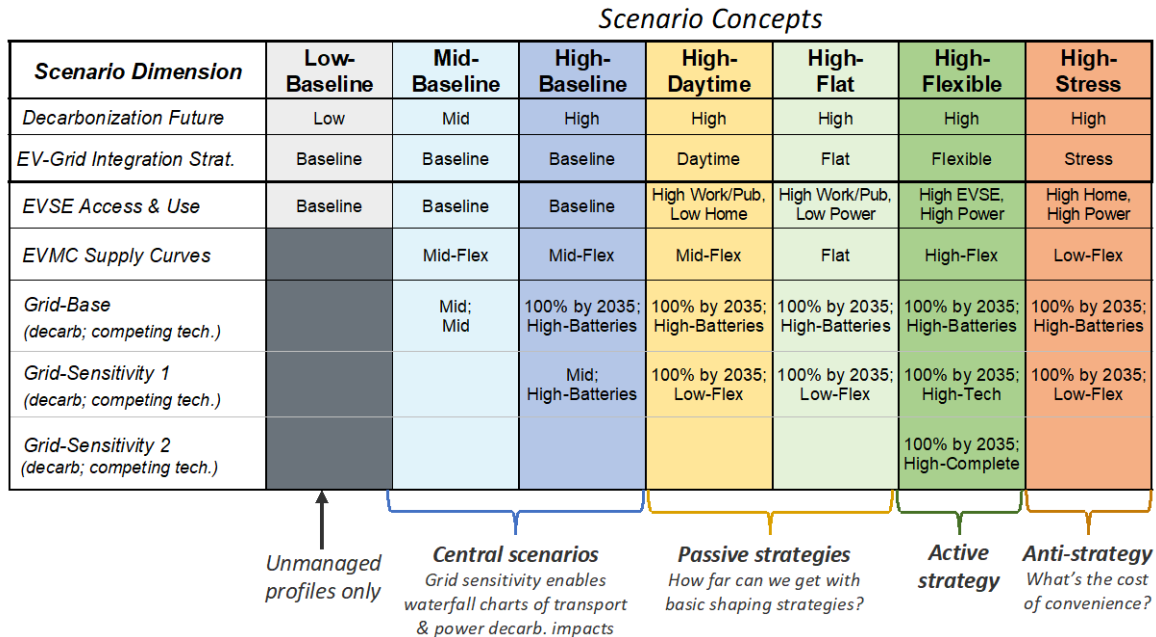 Scenario Concepts
Scenario Dimension
Low-
Baseline
Mid-
Baseline
High-
Baseline
High-
Daytime
High-
Flat
High-
Flexible
High-
Stress
Decarbonization Future
Low
Mid
High
High
High
High
High
EV-Grid Integration Strat.
Baseline
Baseline
Baseline
Daytime
Flat
Flexible
Stress
EVSE Access & Use
Baseline
Baseline
Baseline
High Work/Pub,
Low Home
High Work/Pub,
Low Power
High EVSE,
High Power
High Home,
High Power
EVMC Supply Curves
Mid-Flex
Mid-Flex
Mid-Flex
Flat
High-Flex
Low-Flex
Grid-Base
(decarb; competing tech.)
Mid;
Mid
100% by 2035;
High-Batteries
100% by 2035;
High-Batteries
100% by 2035;
High-Batteries
100% by 2035;
High-Batteries
100% by 2035;
High-Batteries
Grid-Sensitivity 1
(decarb; competing tech.)
Mid;
High-Batteries
100% by 2035;
Low-Flex
100% by 2035;
Low-Flex
100% by 2035;
High-Tech
100% by 2035;
Low-Flex
Grid-Sensitivity 2
(decarb; competing tech.)
100% by 2035;
High-Complete
Unmanaged
profiles only
Central scenarios
Grid sensitivity enables
waterfall charts of transport
& power decarb. impacts
Passive strategies
How far can we get with
basic shaping strategies?
Active
strategy
Anti-strategy
What's the cost
of convenience?